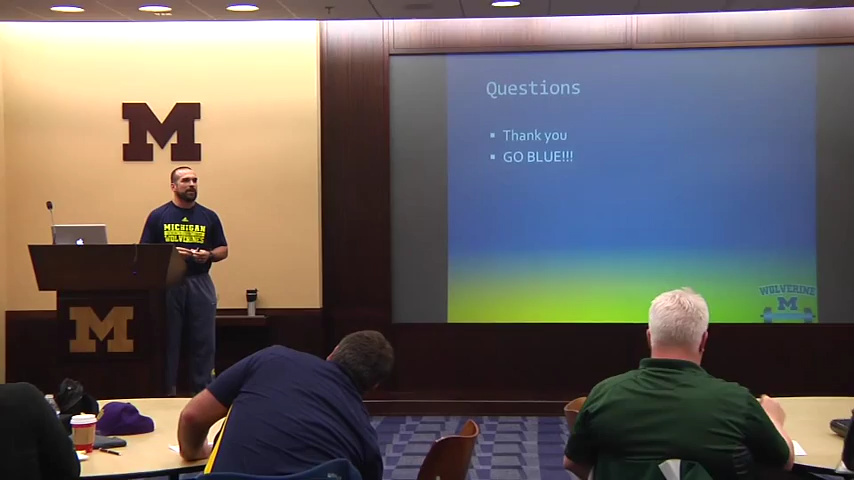 M
MICHIGAN
WOLVERINES
M
Questions
Thank you
GO BLUE!!!
WOLVERINE
M